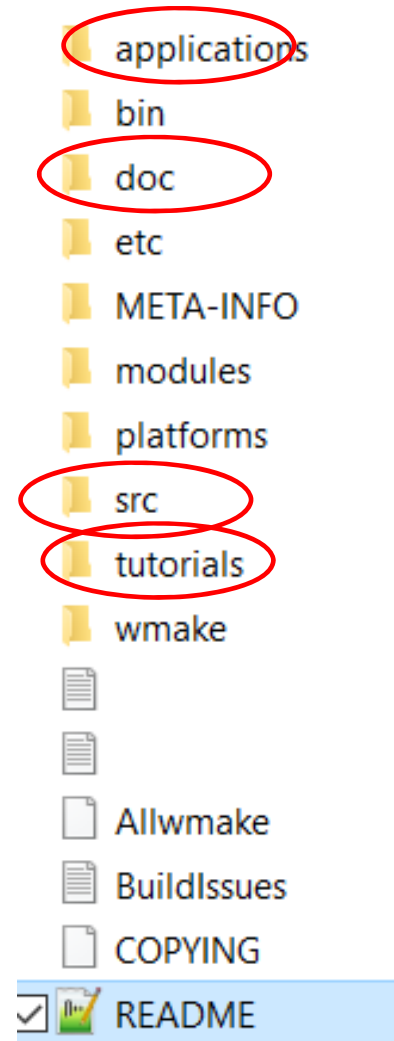 applications
bin
doc
etc
META-INFO
modules
platforms
src
tutorials
wmake
Allwmake
BuildIssues
COPYING
README